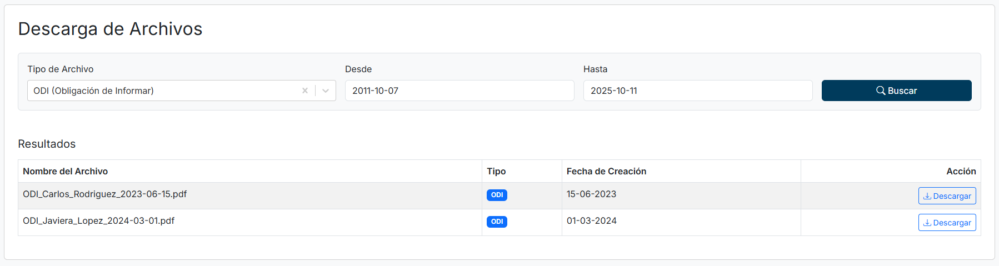 Descarga de Archivos
Tipo de Archivo Desde Hasta
ODI (Obligación de Informar) 2011-10-07 2025-10-11 Buscar
Resultados
Nombre del Archivo Tipo Fecha de Creación Acción
ODI_Carlos_Rodriguez_2023-06-15.pdf ODI 15-06-2023 Descargar
ODI_Javiera_Lopez_2024-03-01.pdf ODI 01-03-2024 Descargar